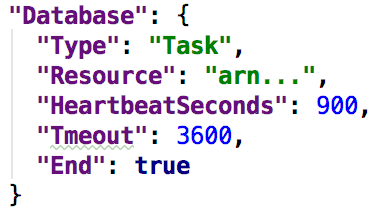 "Database": {
"Type": "Task",
"Resource": "arn...",
"HeartbeatSeconds": 900,
"Tmeout": 3600,
"End": true
}